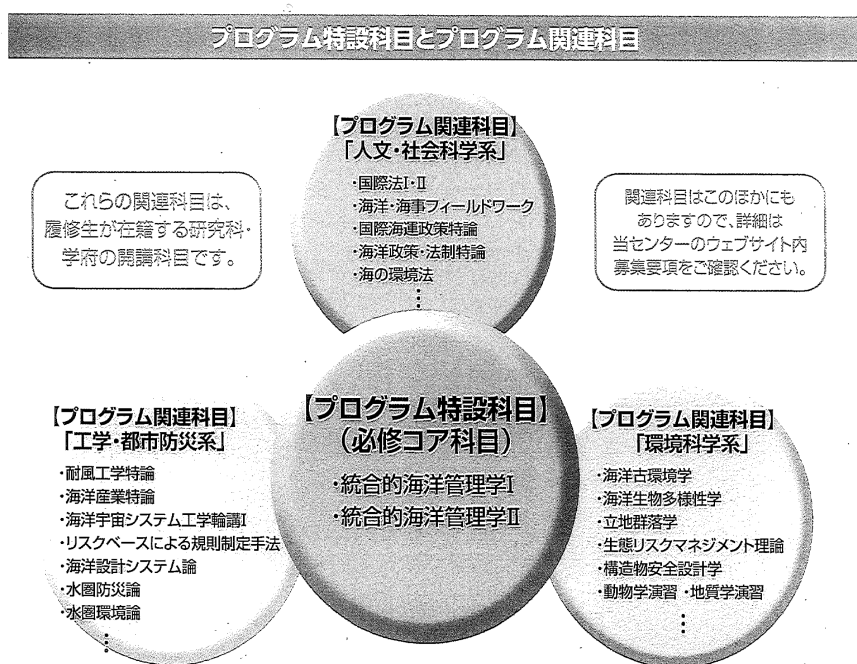 プログラム特設科目とプログラム関連科目
【プログラム関連科目】
「人文・社会科学系」
・国際法I・II
・海洋・海事フィールドワーク
・国際海運政策特論
・海洋政策・法制特論
・海の環境法
⋮
これらの関連科目は、
履修生が在籍する研究科・
学府の開講科目です。
関連科目はこのほかにも
ありますので、詳細は
当センターのウェブサイト内
募集要項をご確認ください。
【プログラム特設科目】
(必修コア科目)
・統合的海洋管理学I
・統合的海洋管理学II
【プログラム関連科目】
「工学・都市防災系」
・耐風工学特論
・海洋産業特論
・海洋宇宙システム工学輪講I
・リスクベースによる規則制定手法
・海洋設計システム論
・水圏防災論
・水圏環境論
⋮
【プログラム関連科目】
「環境科学系」
・海洋古環境学
・海洋生物多様性学
・立地群落学
・生態リスクマネジメント理論
・構造物安全設計学
・動物学演習 ・地質学演習
⋮